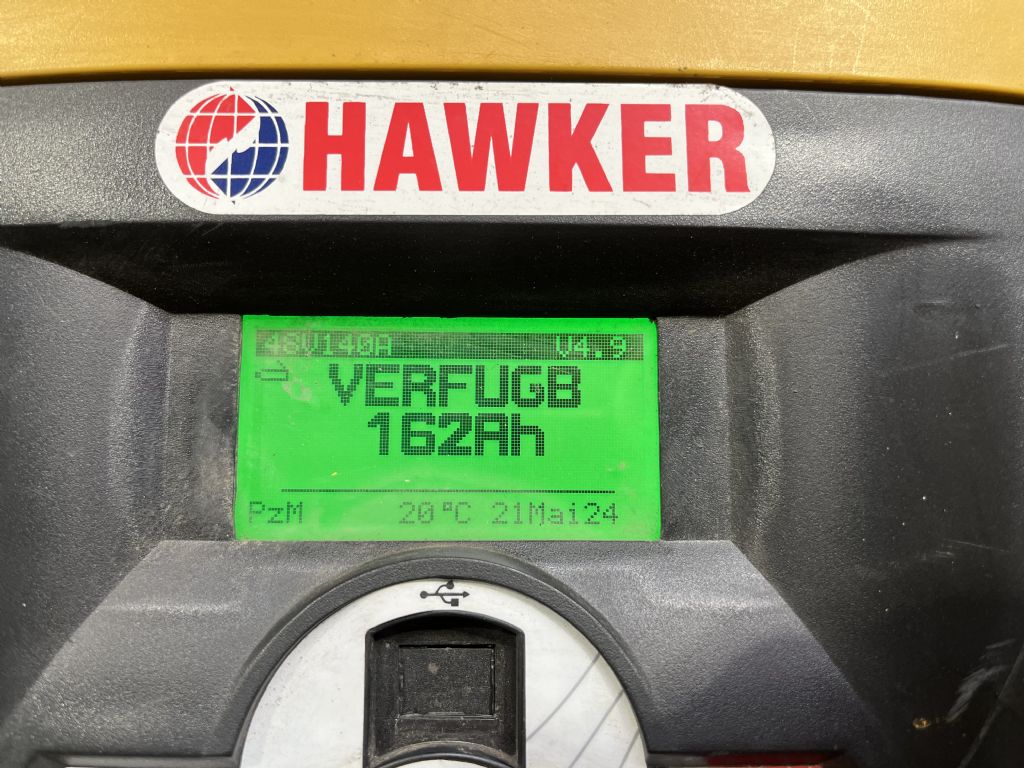 HAWKER
48V140A V4.9
VERFUGB
162Ah
PzM 20°C 21Mai24